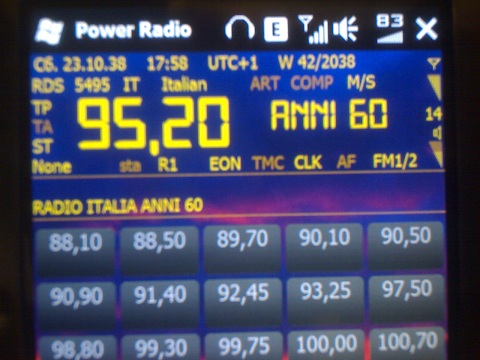 Power Radio E 83
Сб. 23.10.38 17:58 UTC+1 W 42/2038
RDS 5495 IT Italian ART COMP M/S
TP
TA
ST
95,20 ANNI 60
14
None sta R1 EON TMC CLK AF FM1/2
RADIO ITALIA ANNI 60
88,10 88,50 89,70 90,10 90,50
90,90 91,40 92,45 93,25 97,50
98,80 99,30 99,75 100,00 100,70